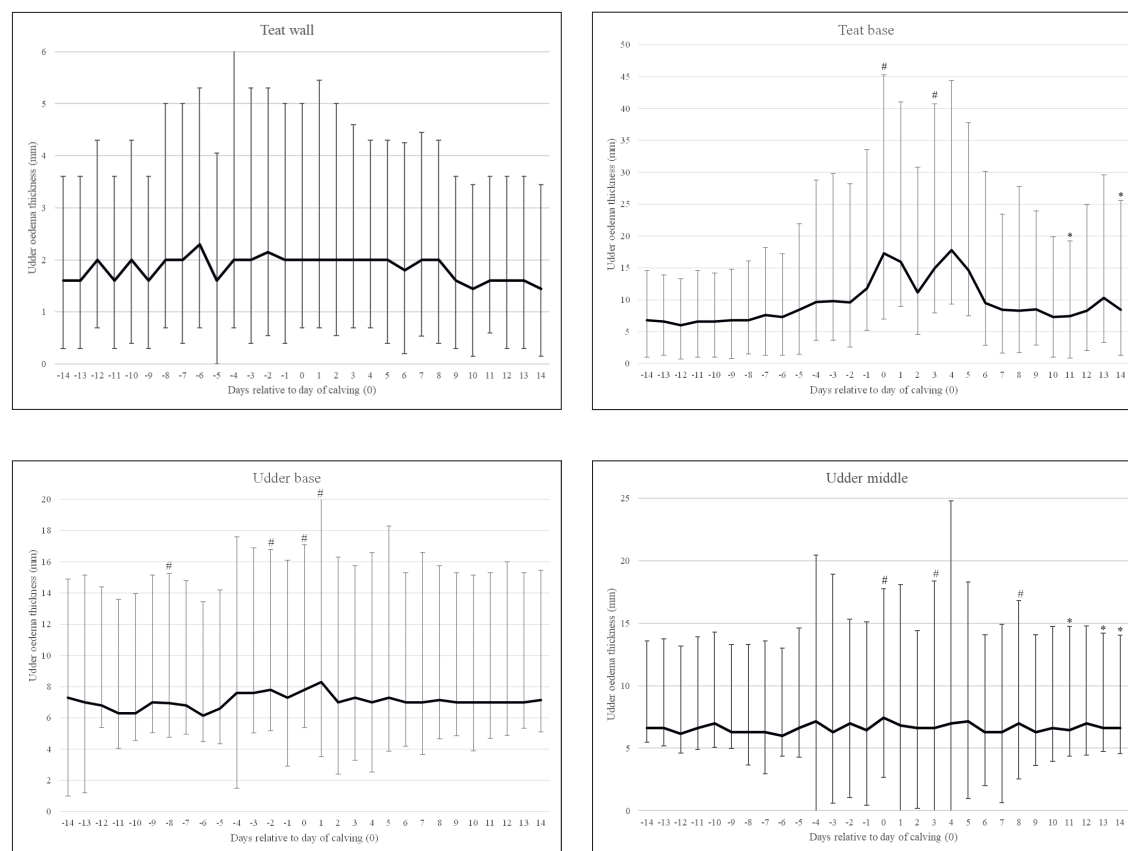 Teat wall
6
5
4
3
2
1
0
Udder oedema thickness (mm)
-14 -13 -12 -11 -10 -9 -8 -7 -6 -5 -4 -3 -2 -1 0 1 2 3 4 5 6 7 8 9 10 11 12 13 14
Days relative to day of calving (0)
Teat base
50
45
40
35
30
25
20
15
10
5
0
Udder oedema thickness (mm)
# # * *
-14 -13 -12 -11 -10 -9 -8 -7 -6 -5 -4 -3 -2 -1 0 1 2 3 4 5 6 7 8 9 10 11 12 13 14
Days relative to day of calving (0)
Udder base
20
18
16
14
12
10
8
6
4
2
0
Udder oedema thickness (mm)
# # # #
-14 -13 -12 -11 -10 -9 -8 -7 -6 -5 -4 -3 -2 -1 0 1 2 3 4 5 6 7 8 9 10 11 12 13 14
Days relative to day of calving (0)
Udder middle
25
20
15
10
5
0
Udder oedema thickness (mm)
# # # * * *
-14 -13 -12 -11 -10 -9 -8 -7 -6 -5 -4 -3 -2 -1 0 1 2 3 4 5 6 7 8 9 10 11 12 13 14
Days relative to day of calving (0)